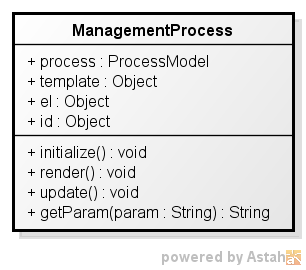 ManagementProcess
+ process : ProcessModel
+ template : Object
+ el : Object
+ id : Object
+ initialize() : void
+ render() : void
+ update() : void
+ getParam(param : String) : String
powered by Astah